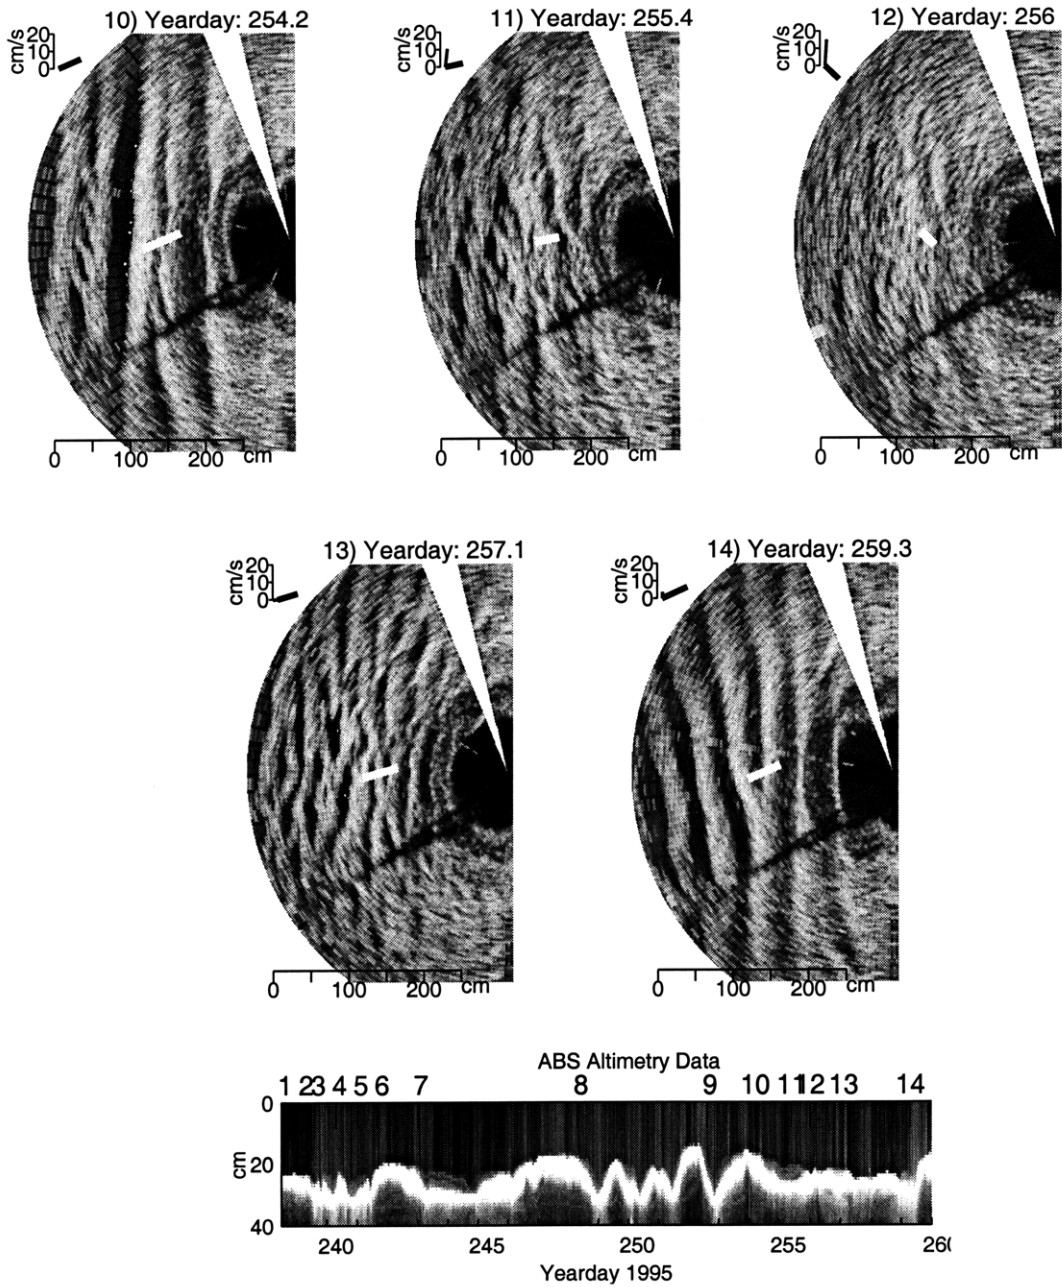 10) Yearday: 254.2
11) Yearday: 255.4
12) Yearday: 256
cm/s
20
10
0
cm/s
20
10
0
cm/s
20
10
0
0 100 200 cm
0 100 200 cm
0 100 200 cm
13) Yearday: 257.1
14) Yearday: 259.3
cm/s
20
10
0
cm/s
20
10
0
0 100 200 cm
0 100 200 cm
ABS Altimetry Data
1 2 3 4 5 6 7 8 9 10 11 12 13 14
0
cm
20
40
240 245 250 255 26
Yearday 1995